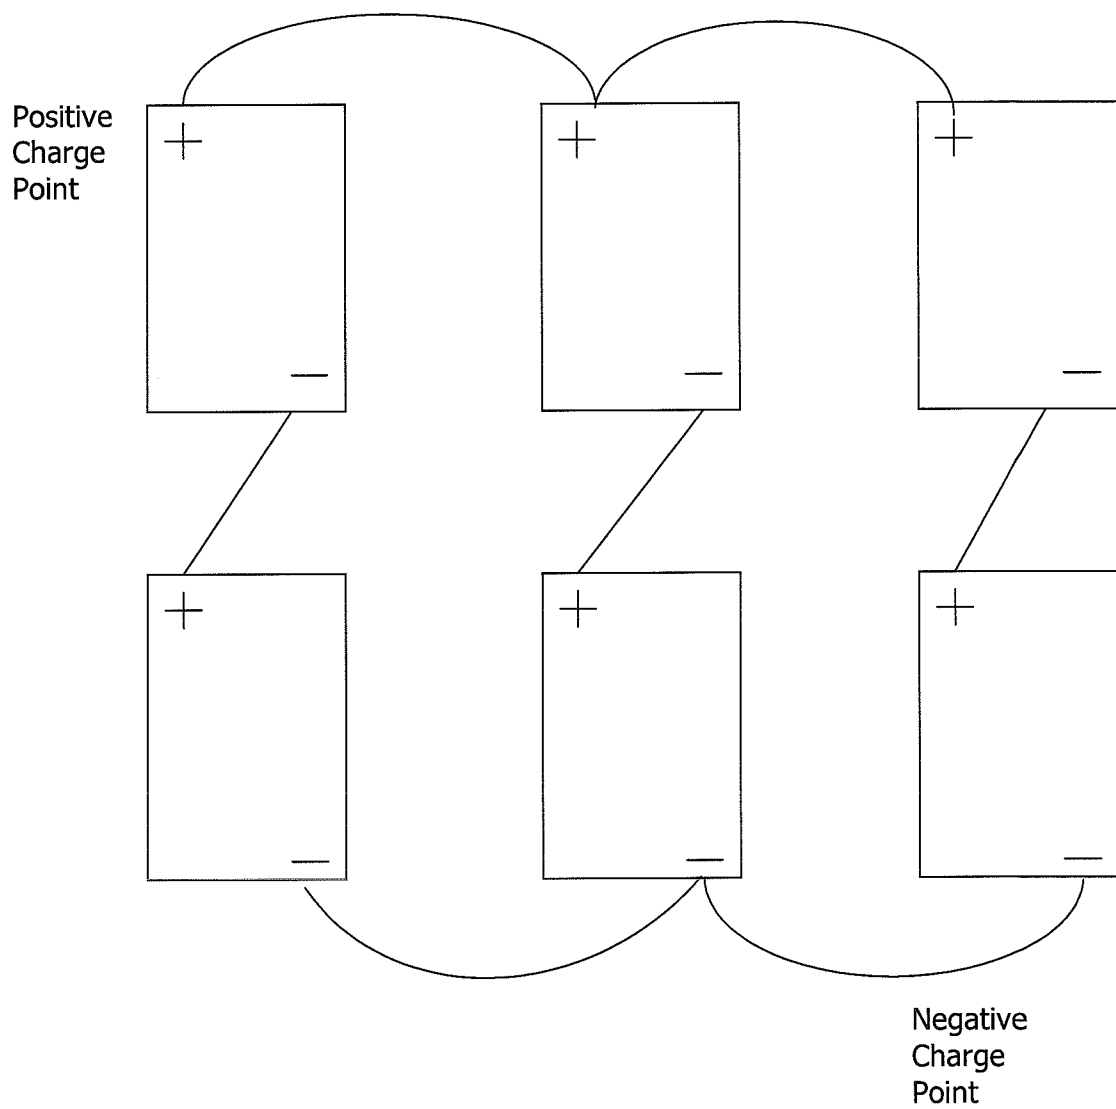 Positive
Charge
Point
+
+
+
—
—
—
+
+
+
—
—
—
Negative
Charge
Point